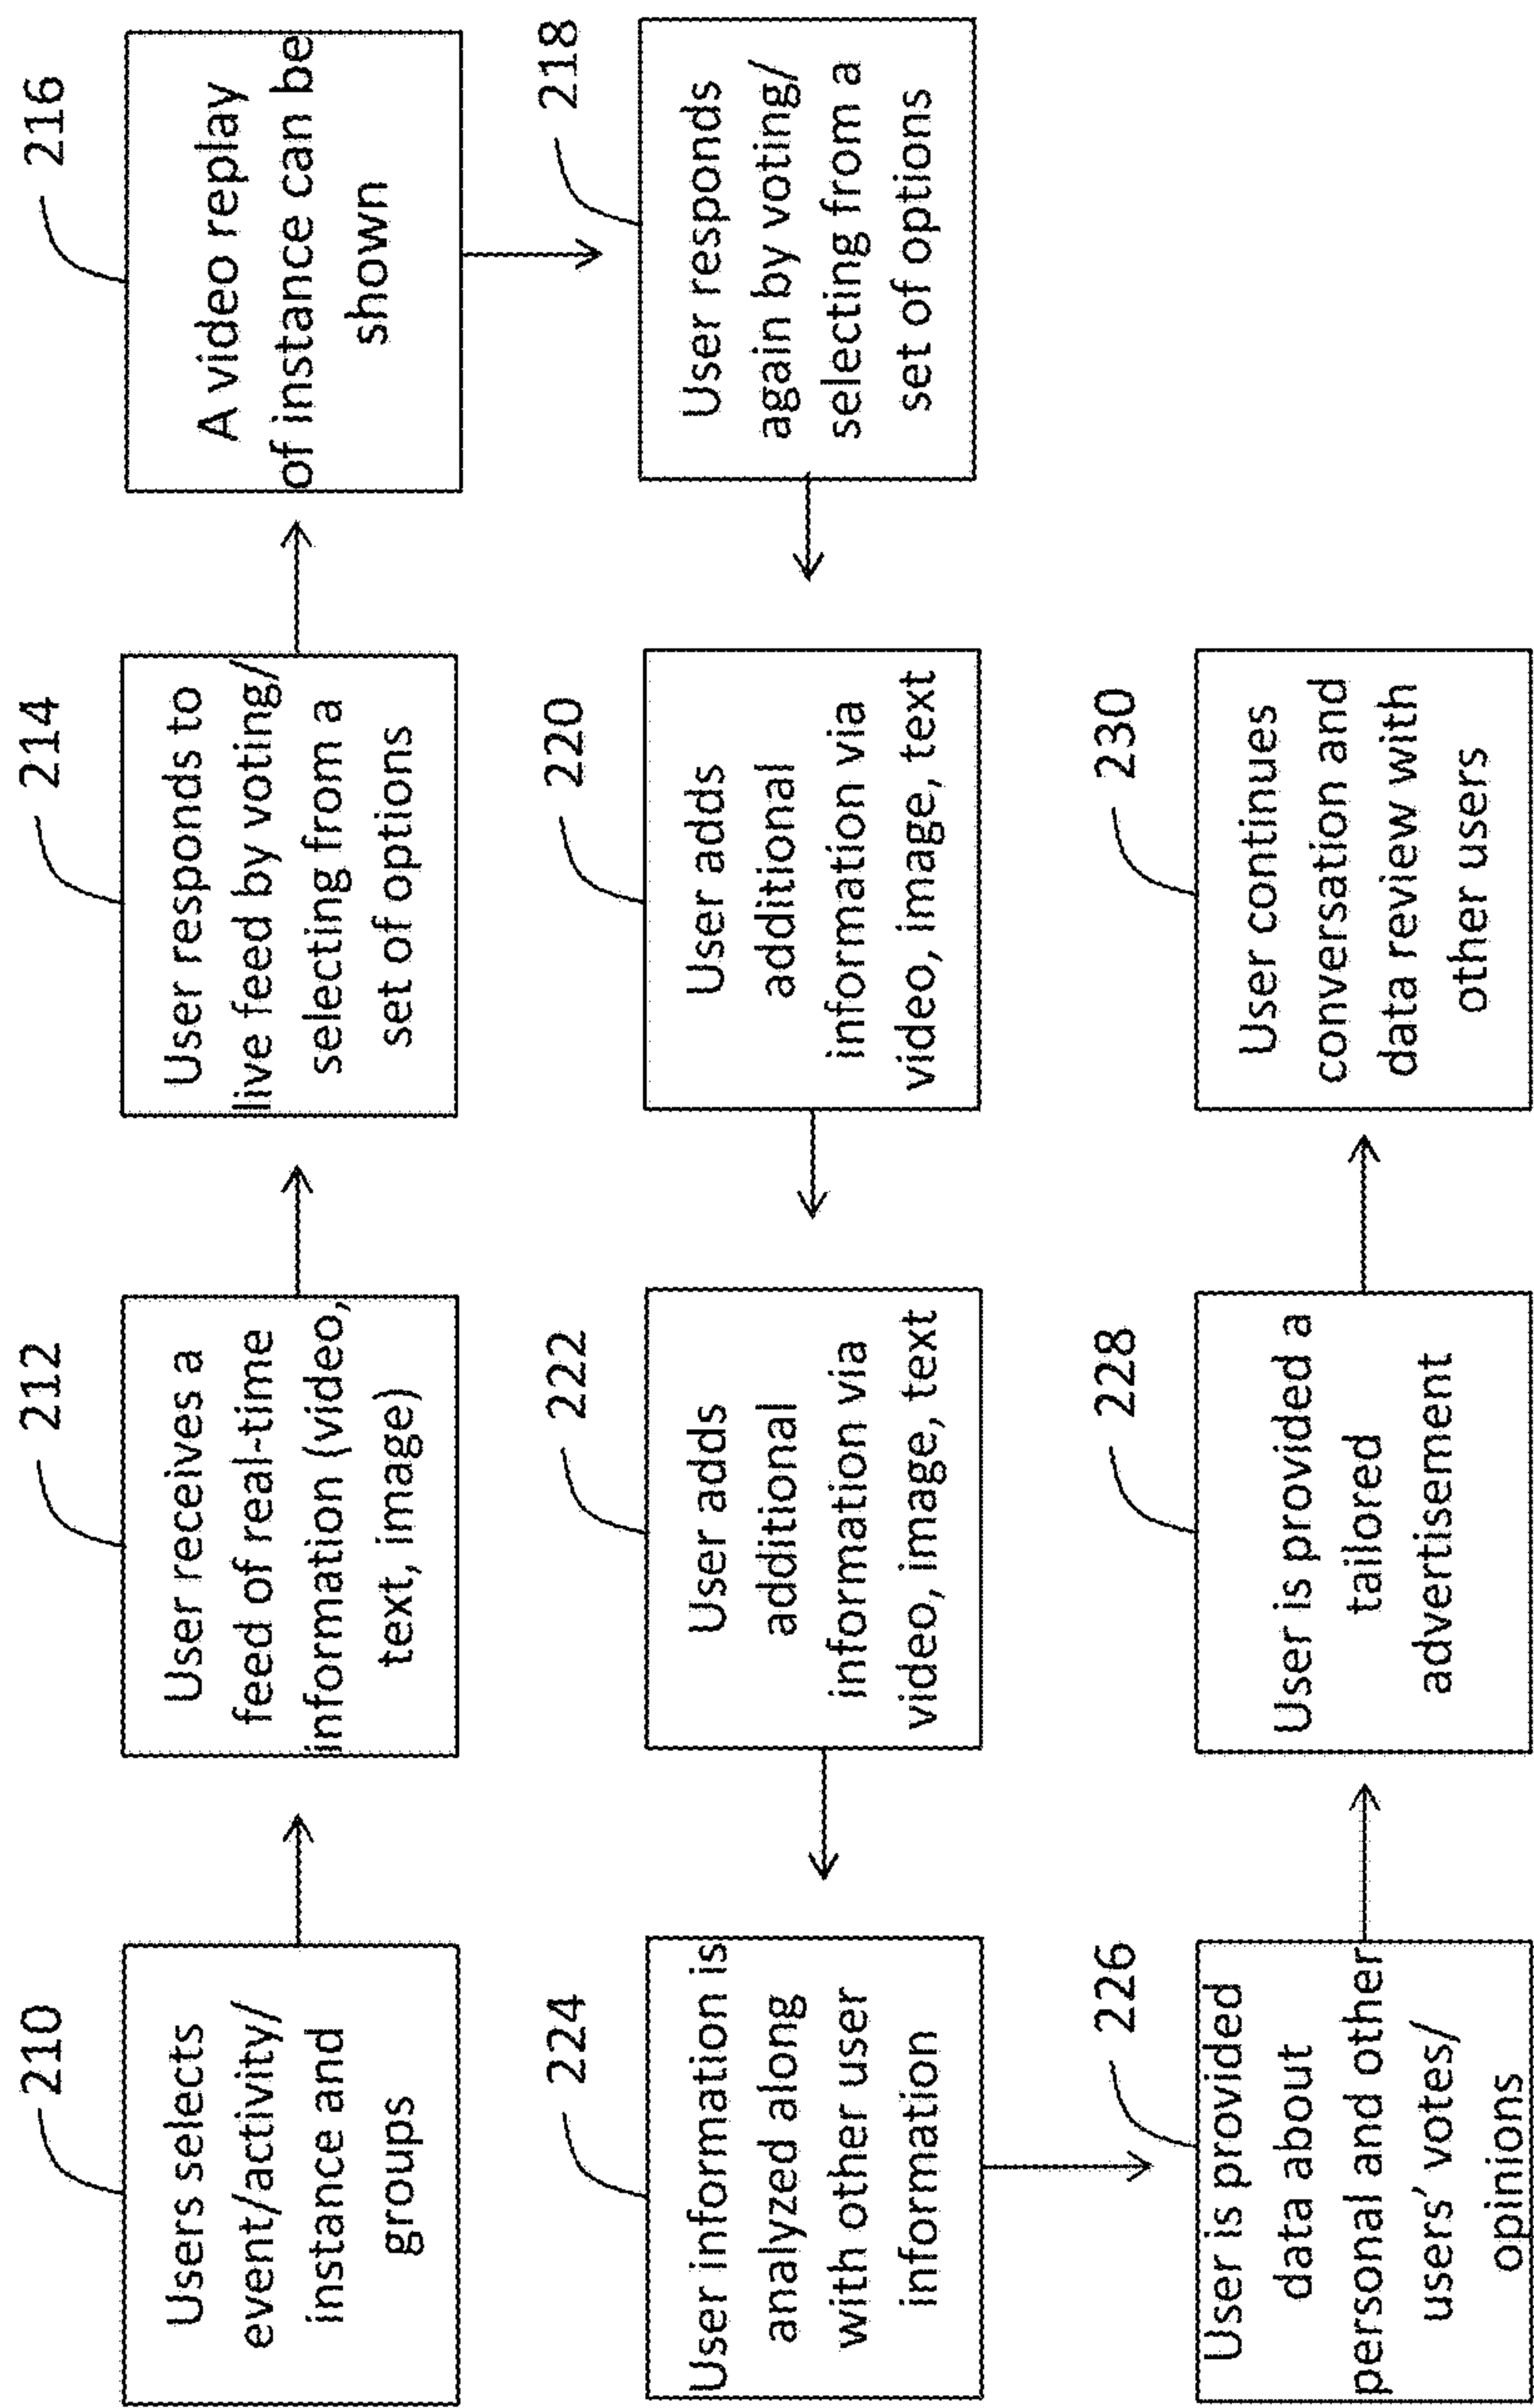 210
Users selects
event/activity/
instance and
groups
212
User receives a
feed of real-time
information (video,
text, image)
214
User responds to
live feed by voting/
selecting from a
set of options
216
A video replay
of instance can be
shown
218
User responds
again by voting/
selecting from a
set of options
220
User adds
additional
information via
video, image, text
222
User adds
additional
information via
video, image, text
224
User information is
analyzed along
with other user
information
226
User is provided
data about
personal and other
users' votes/
opinions
228
User is provided a
tailored
advertisement
230
User continues
conversation and
data review with
other users